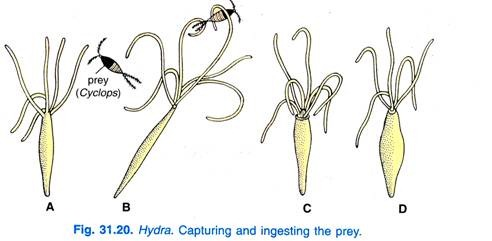 prey
(Cyclops)
A
B
C
D
Fig. 31.20. Hydra. Capturing and ingesting the prey.